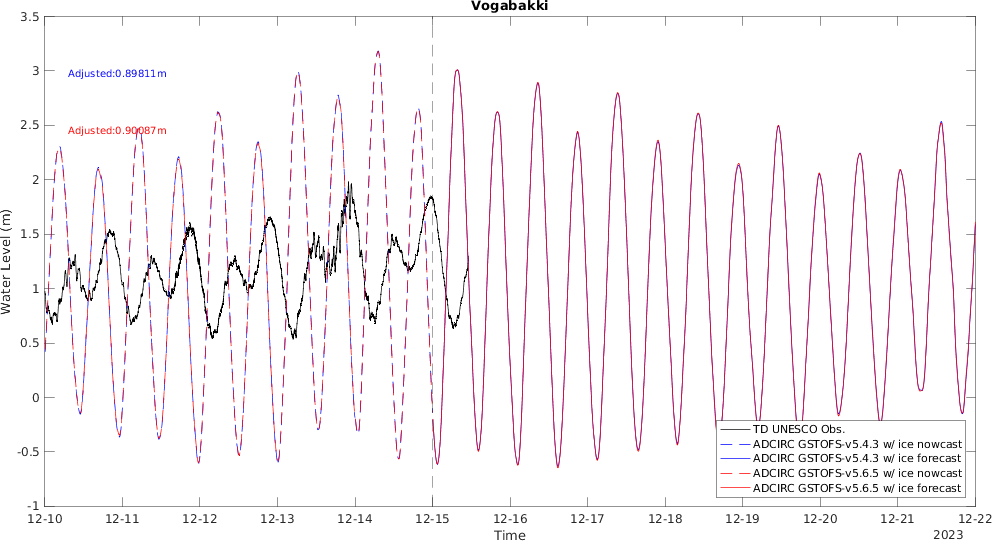 Vogabakki
3.5
3
2.5
2
1.5
1
0.5
0
-0.5
-1
Water Level (m)
Adjusted:0.89811m
Adjusted:0.90087m
TD UNESCO Obs.
ADCIRC GSTOFS-v5.4.3 w/ ice nowcast
ADCIRC GSTOFS-v5.4.3 w/ ice forecast
ADCIRC GSTOFS-v5.6.5 w/ ice nowcast
ADCIRC GSTOFS-v5.6.5 w/ ice forecast
12-10 12-11 12-12 12-13 12-14 12-15 12-16 12-17 12-18 12-19 12-20 12-21 12-22
Time
2023